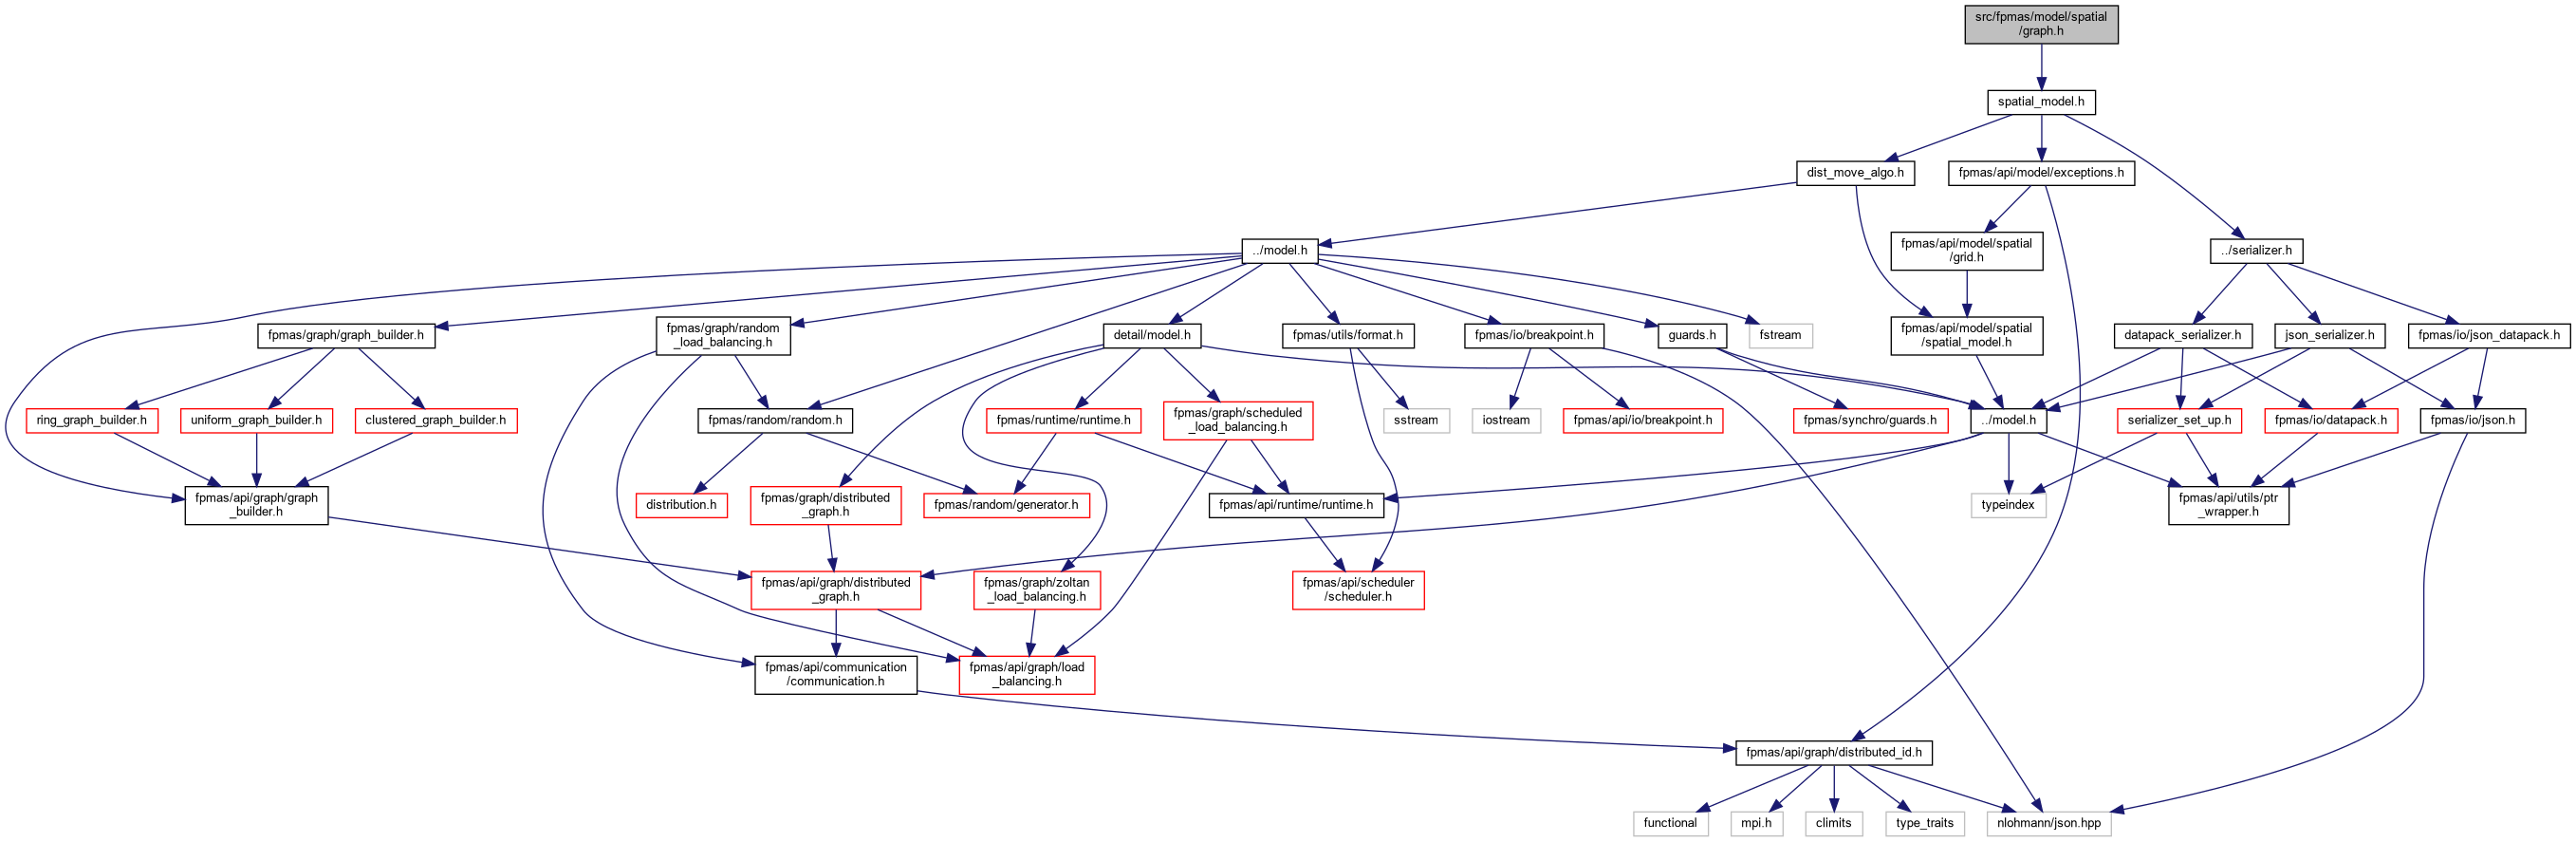 src/fpmas/model/spatial
/graph.h
spatial_model.h
dist_move_algo.h
fpmas/api/model/exceptions.h
../model.h
fpmas/api/model/spatial
/grid.h
../serializer.h
fpmas/graph/graph_builder.h
fpmas/graph/random
_load_balancing.h
detail/model.h
fpmas/utils/format.h
fpmas/io/breakpoint.h
guards.h
fstream
fpmas/api/model/spatial
/spatial_model.h
datapack_serializer.h
json_serializer.h
fpmas/io/json_datapack.h
ring_graph_builder.h
uniform_graph_builder.h
clustered_graph_builder.h
fpmas/random/random.h
fpmas/runtime/runtime.h
fpmas/graph/scheduled
_load_balancing.h
sstream
iostream
fpmas/api/io/breakpoint.h
fpmas/synchro/guards.h
../model.h
serializer_set_up.h
fpmas/io/datapack.h
fpmas/io/json.h
fpmas/api/graph/graph
_builder.h
distribution.h
fpmas/graph/distributed
_graph.h
fpmas/random/generator.h
fpmas/api/runtime/runtime.h
typeindex
fpmas/api/utils/ptr
_wrapper.h
fpmas/api/graph/distributed
_graph.h
fpmas/graph/zoltan
_load_balancing.h
fpmas/api/scheduler
/scheduler.h
fpmas/api/communication
/communication.h
fpmas/api/graph/load
_balancing.h
fpmas/api/graph/distributed_id.h
functional
mpi.h
climits
type_traits
nlohmann/json.hpp